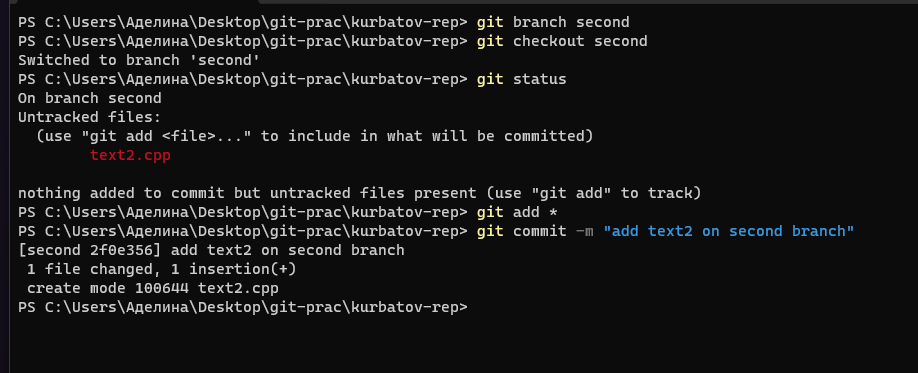 PS C:\Users\Аделина\Desktop\git-prac\kurbatov-rep> git branch second
PS C:\Users\Аделина\Desktop\git-prac\kurbatov-rep> git checkout second
Switched to branch 'second'
PS C:\Users\Аделина\Desktop\git-prac\kurbatov-rep> git status
On branch second
Untracked files:
  (use "git add <file>..." to include in what will be committed)
        text2.cpp

nothing added to commit but untracked files present (use "git add" to track)
PS C:\Users\Аделина\Desktop\git-prac\kurbatov-rep> git add *
PS C:\Users\Аделина\Desktop\git-prac\kurbatov-rep> git commit -m "add text2 on second branch"
[second 2f0e356] add text2 on second branch
 1 file changed, 1 insertion(+)
 create mode 100644 text2.cpp
PS C:\Users\Аделина\Desktop\git-prac\kurbatov-rep>